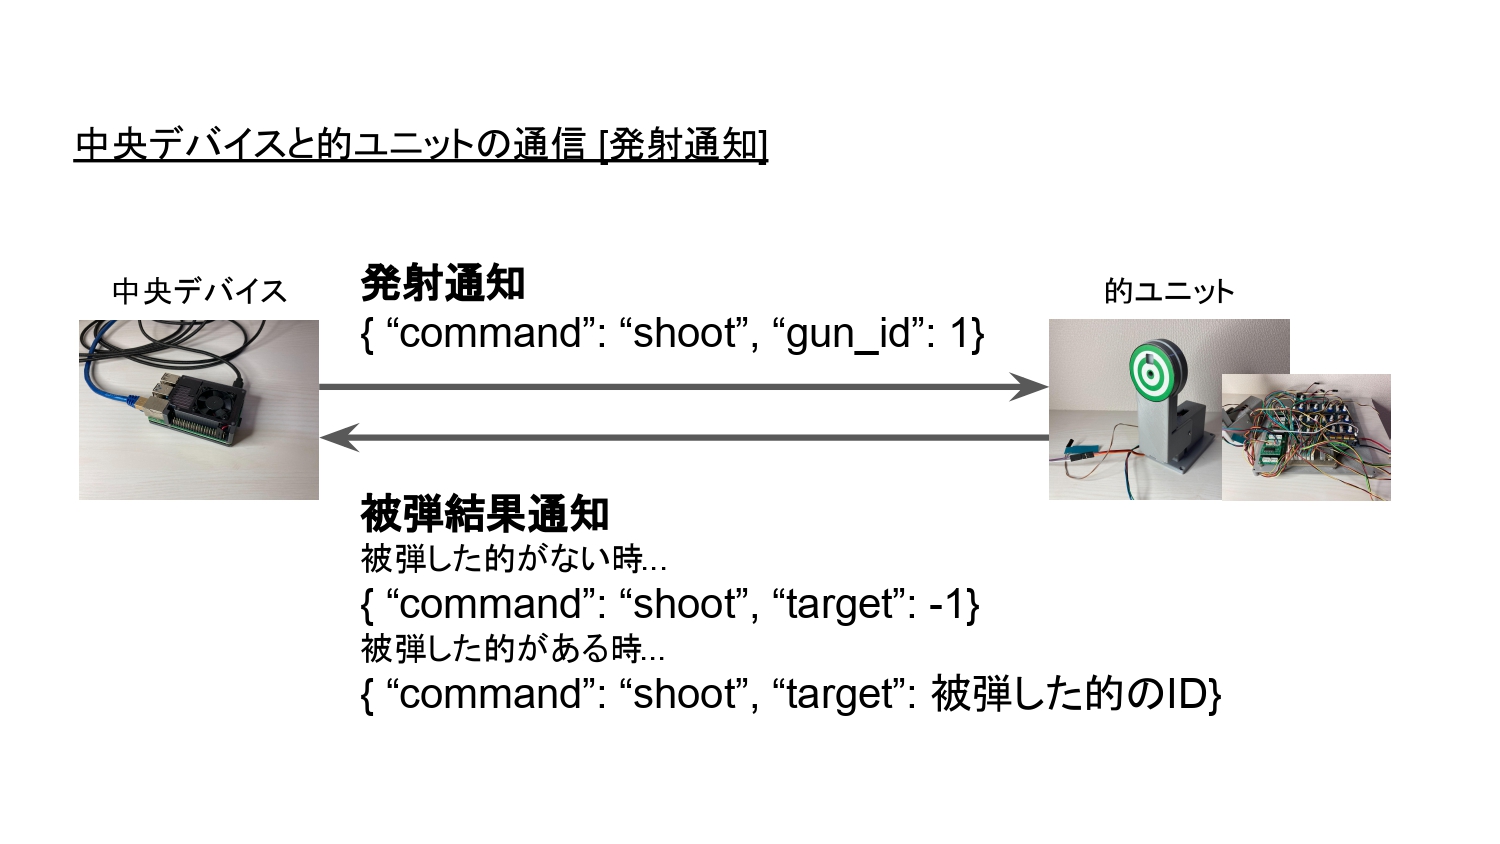 中央デバイスと的ユニットの通信 [発射通知]
中央デバイス
発射通知
{ “command”: “shoot”, “gun_id”: 1}
的ユニット
被弾結果通知
被弾した的がない時...
{ “command”: “shoot”, “target”: -1}
被弾した的がある時...
{ “command”: “shoot”, “target”: 被弾した的のID}